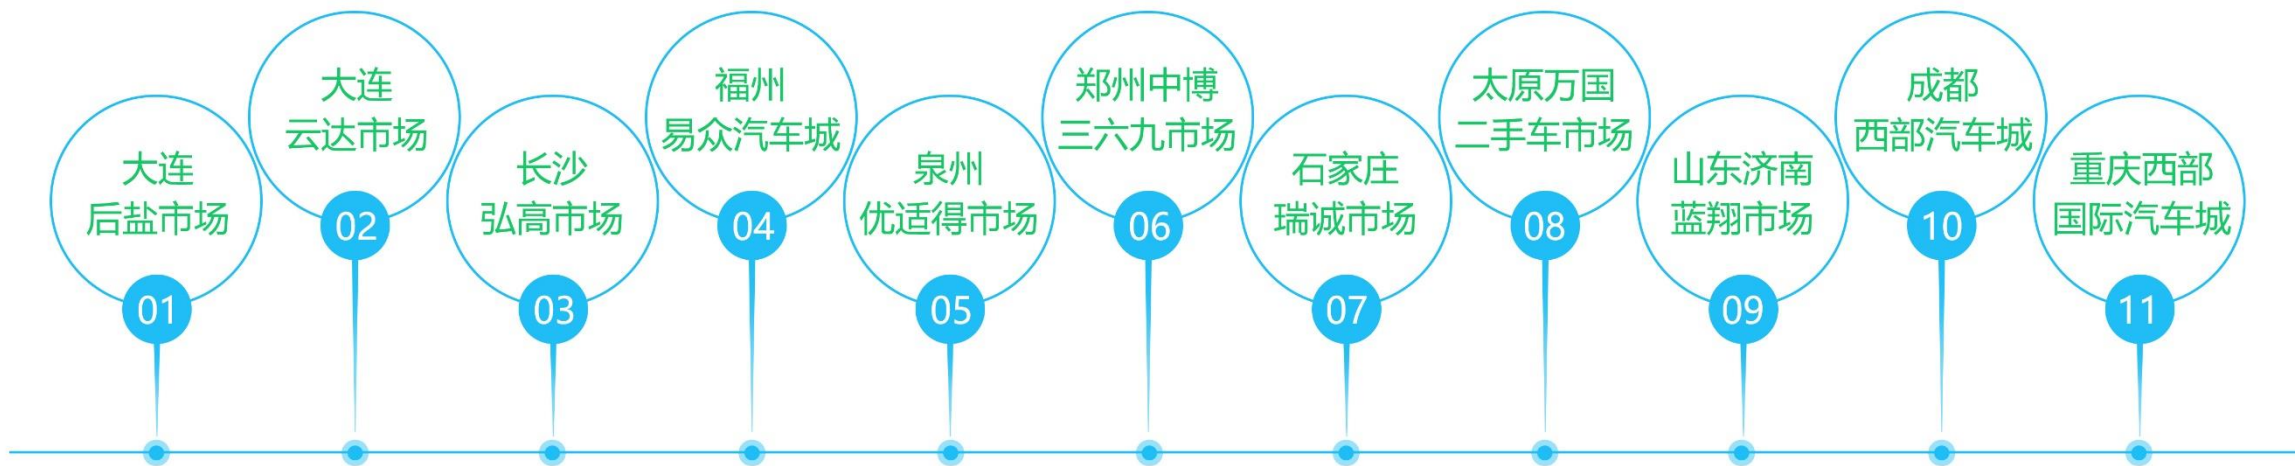 大连
后盐市场
01
大连
云达市场
02
长沙
弘高市场
03
福州
易众汽车城
04
泉州
优适得市场
05
郑州中博
三六九市场
06
石家庄
瑞诚市场
07
太原万国
二手车市场
08
山东济南
蓝翔市场
09
成都
西部汽车城
10
重庆西部
国际汽车城
11